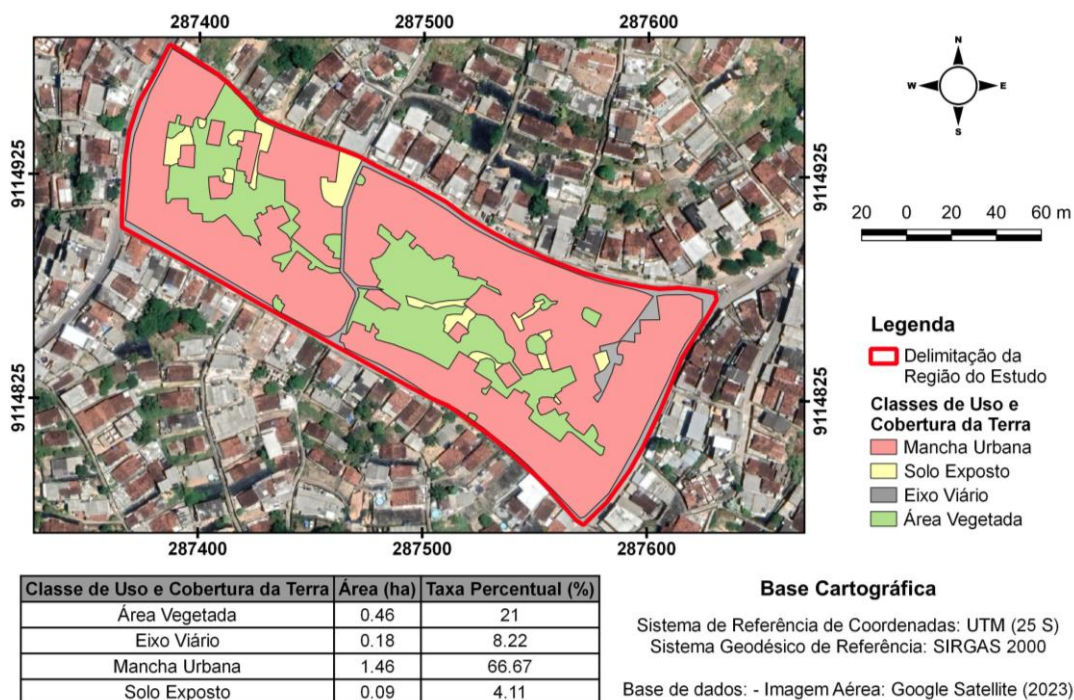 287400 287500 287600
9114925 9114925
9114825 9114825
287400 287500 287600
N
W E
S
20 0 20 40 60 m
Legenda
Delimitação da
Região do Estudo
Classes de Uso e
Cobertura da Terra
Mancha Urbana
Solo Exposto
Eixo Viário
Área Vegetada
Classe de Uso e Cobertura da Terra Área (ha) Taxa Percentual (%)
Área Vegetada 0.46 21
Eixo Viário 0.18 8.22
Mancha Urbana 1.46 66.67
Solo Exposto 0.09 4.11
Base Cartográfica
Sistema de Referência de Coordenadas: UTM (25 S)
Sistema Geodésico de Referência: SIRGAS 2000
Base de dados: - Imagem Aérea: Google Satellite (2023)